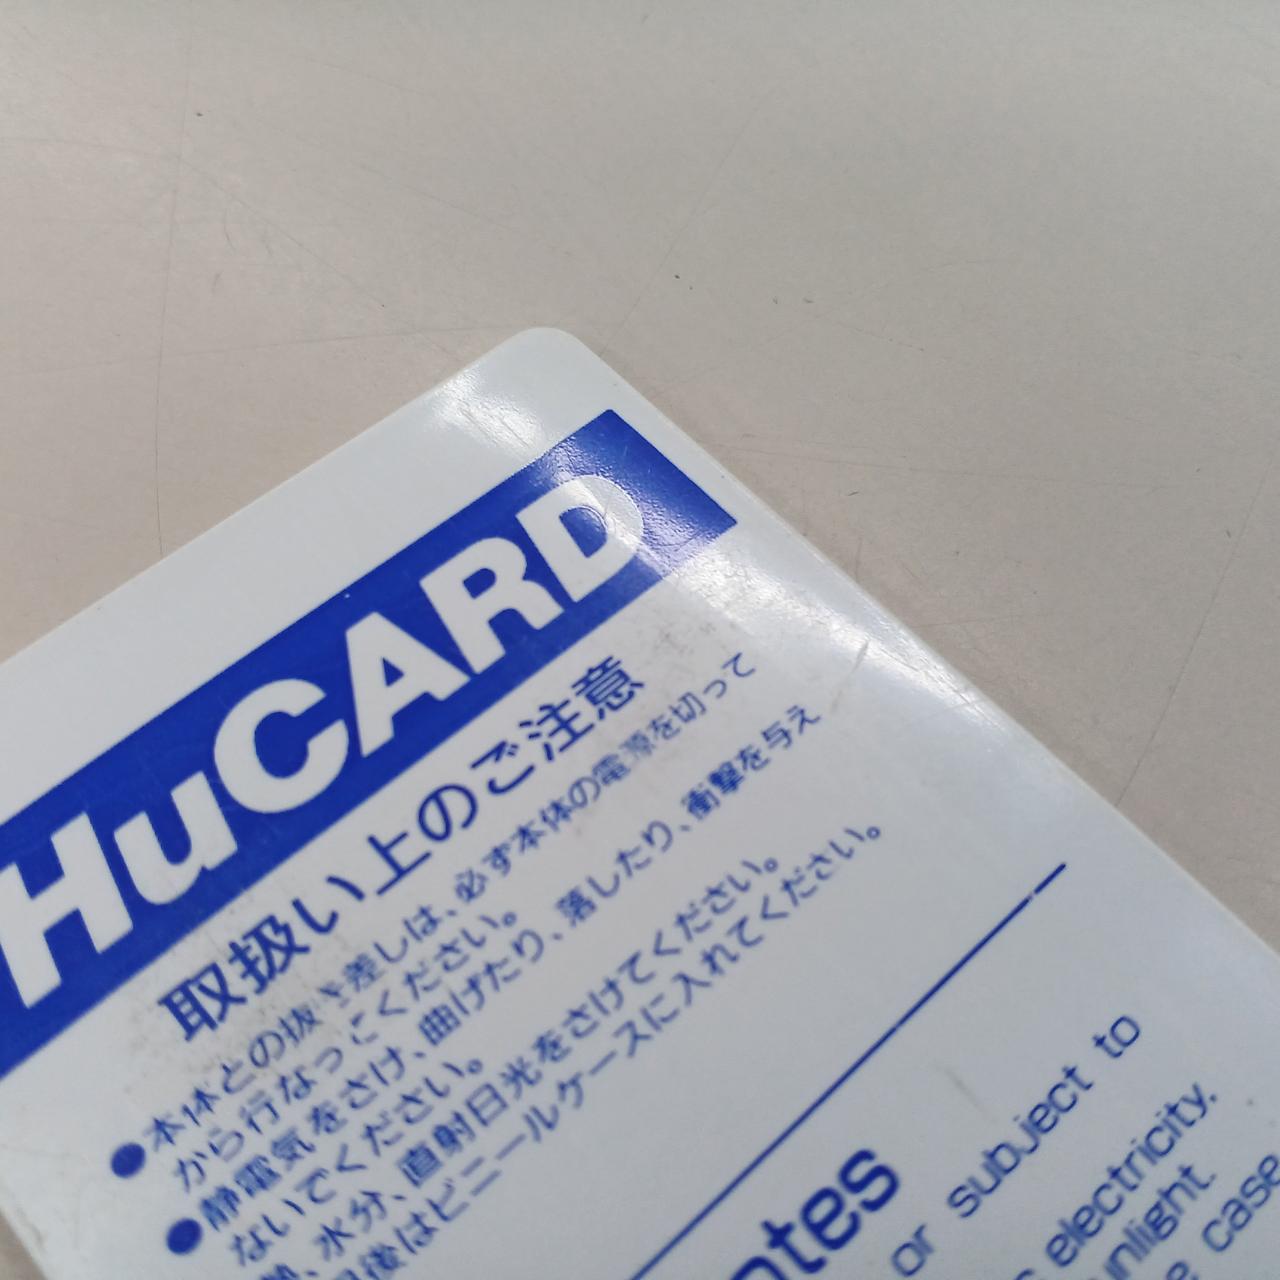 HuCARD
取扱い上のご注意
●本体との抜き差しは、必ず本体の電源を切って
から行なってください。
●静電気をさけ、曲げたり、落したり、衝撃を与え
ないでください。
水分、直射日光をさけてください。
後はビニールケースに入れてください。
or subject to
electricity.
case